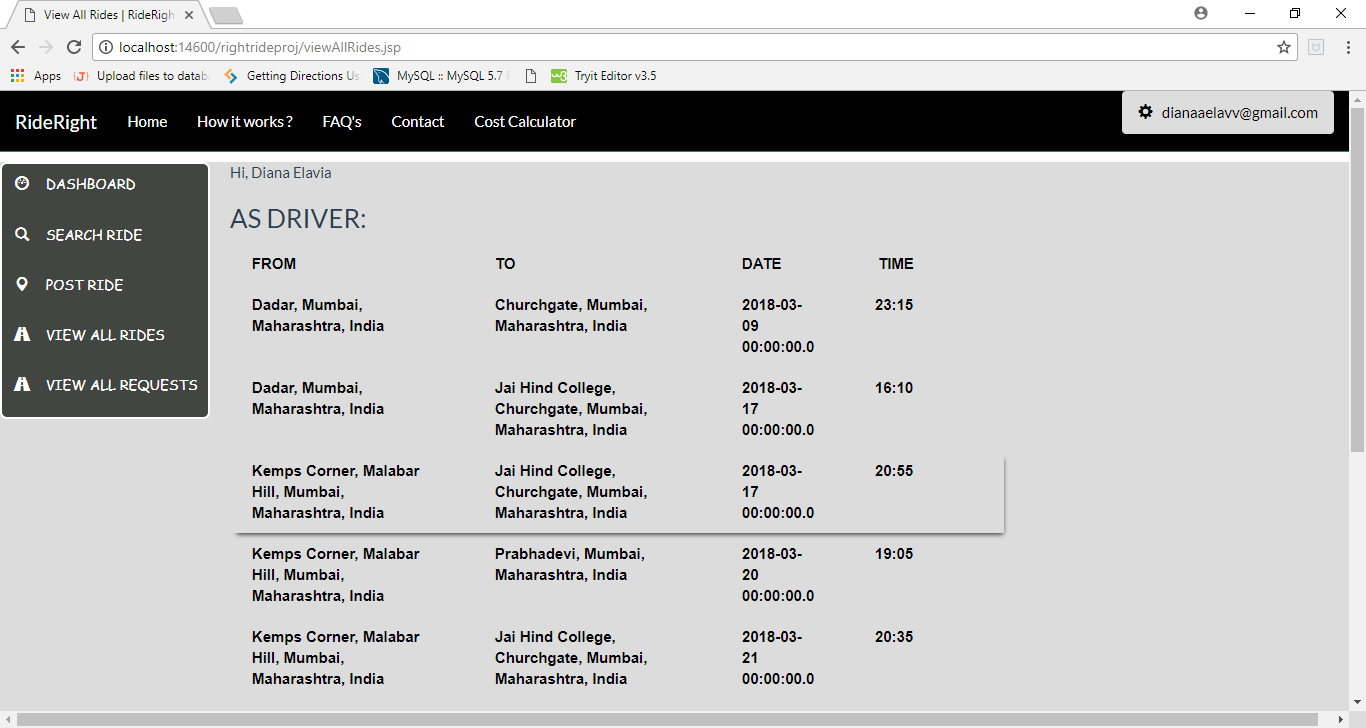 View All Rides | RideRigh
localhost:14600/rightrideproj/viewAllRides.jsp
Apps Upload files to datab Getting Directions Us MySQL :: MySQL 5.7 Tryit Editor v3.5
RideRight Home How it works ? FAQ's Contact Cost Calculator dianaaelavv@gmail.com
DASHBOARD
SEARCH RIDE
POST RIDE
VIEW ALL RIDES
VIEW ALL REQUESTS
Hi, Diana Elavia
AS DRIVER:
FROM TO DATE TIME
Dadar, Mumbai, Churchgate, Mumbai, 2018-03- 23:15
Maharashtra, India Maharashtra, India 09
00:00:00.0
Dadar, Mumbai, Jai Hind College, 2018-03- 16:10
Maharashtra, India Churchgate, Mumbai, 17
Maharashtra, India 00:00:00.0
Kemps Corner, Malabar Jai Hind College, 2018-03- 20:55
Hill, Mumbai, Churchgate, Mumbai, 17
Maharashtra, India Maharashtra, India 00:00:00.0
Kemps Corner, Malabar Prabhadevi, Mumbai, 2018-03- 19:05
Hill, Mumbai, Maharashtra, India 20
Maharashtra, India 00:00:00.0
Kemps Corner, Malabar Jai Hind College, 2018-03- 20:35
Hill, Mumbai, Churchgate, Mumbai, 21
Maharashtra, India Maharashtra, India 00:00:00.0